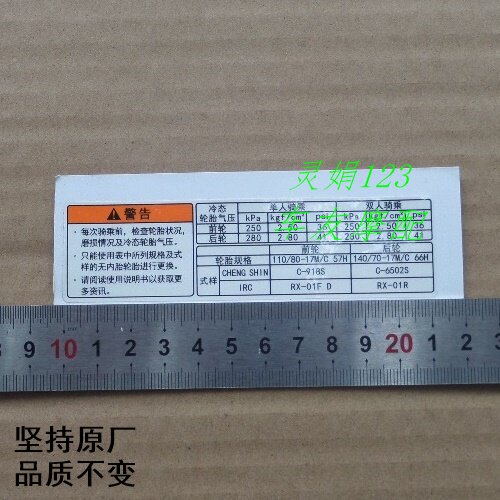 灵娟123
警告
·每次骑乘前，检查轮胎状况，
磨损情况及冷态轮胎气压。
·只能使用表中所列规格及式
样的无内胎轮胎进行更换。
·请阅读使用说明以获取更
多资讯。
冷态
轮胎气压 单人骑乘 双人骑乘
kPa kgf/cm² psi kPa kgf/cm² psi
前轮 250 2.50 36 250 2.50 36
后轮 280 2.80 41 280 2.80 41
前轮 后轮
轮胎规格 110/80-17M/C 57H 140/70-17M/C 66H
式样 CHENG SHIN C-918S C-6502S
IRC RX-01F D RX-01R
8 9 10 1 2 3 4 5 6 7 8 9 20 1 2
坚持原厂
品质不变